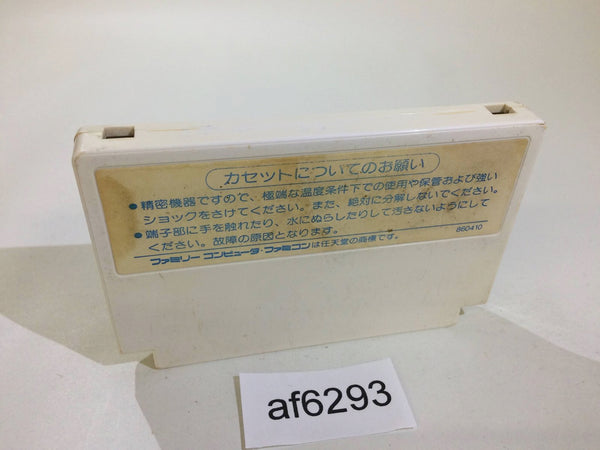 カセットについてのお願い
●精密機器ですので、極端な温度条件下での使用や保管および強い
ショックをさけてください。また、絶対に分解しないでください。
●端子部に手を触れたり、水にぬらしたりして汚さないようにして
ください。故障の原因となります。
ファミリーコンピュータ・ファミコンは任天堂の商標です。
860410
af6293